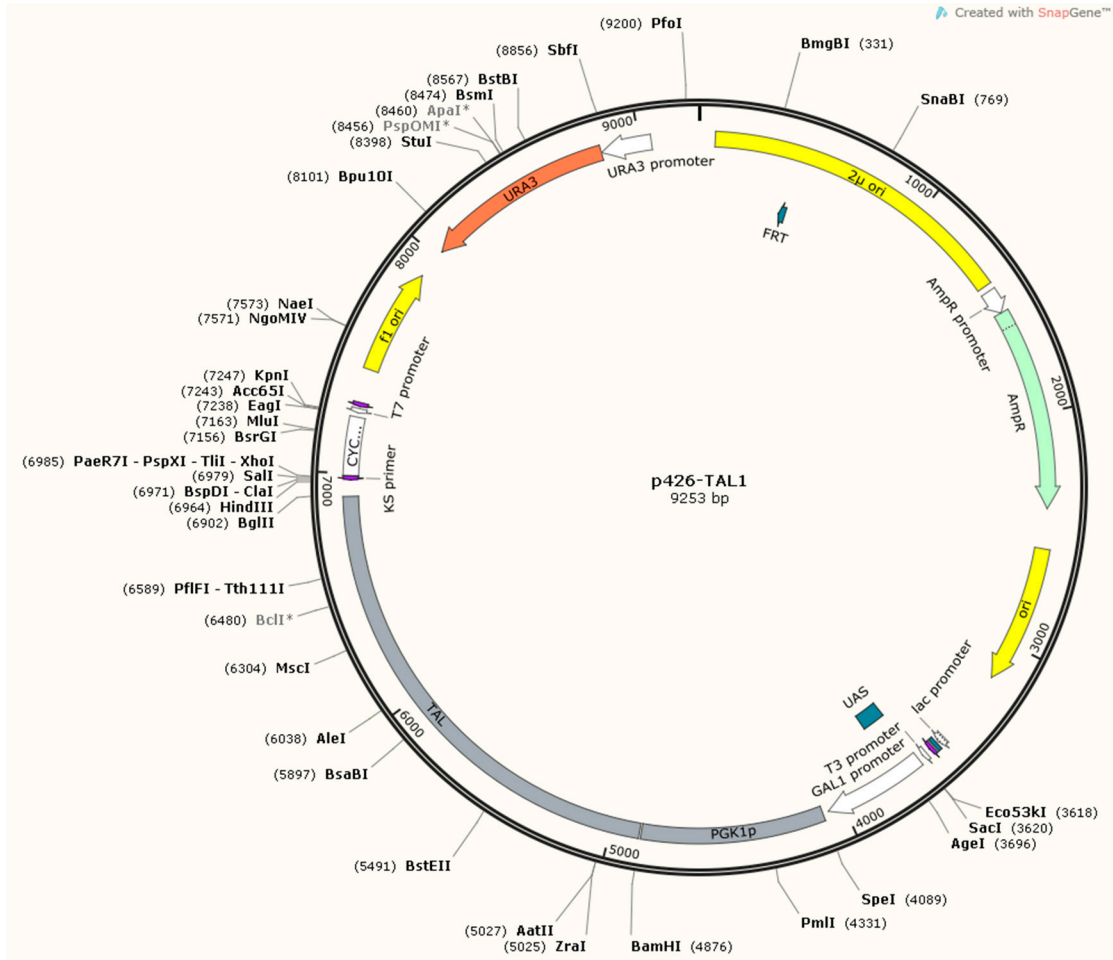 Created with SnapGene™
(9200) PfoI
BmgBI (331)
(8856) SbfI
SnaBI (769)
(8567) BstBI
(8474) BsmI
(8460) ApaI*
(8456) PspOMI*
(8398) StuI
(8101) Bpu10I
(7573) NaeI
(7571) NgoMIV
(7247) KpnI
(7243) Acc65I
(7238) EagI
(7163) MluI
(7156) BsrGI
(6985) PaeR7I - PspXI - TliI - XhoI
(6979) SalI
(6971) BspDI - ClaI
(6964) HindIII
(6902) BglII
(6589) PflFI - Tth111I
(6480) BclI*
(6304) MscI
(6038) AleI
(5897) BsaBI
(5491) BstEII
(5027) AatII
(5025) ZraI
BamHI (4876)
PmlI (4331)
SpeI (4089)
AgeI (3696)
SacI (3620)
Eco53kI (3618)
9000
1000
2000
3000
4000
5000
6000
7000
8000
URA3
URA3 promoter
2μ ori
FRT
AmpR promoter
AmpR
ori
lac promoter
UAS
T3 promoter
GAL1 promoter
PGK1p
TAL
KS primer
CYC...
T7 promoter
f1 ori
p426-TAL1
9253 bp